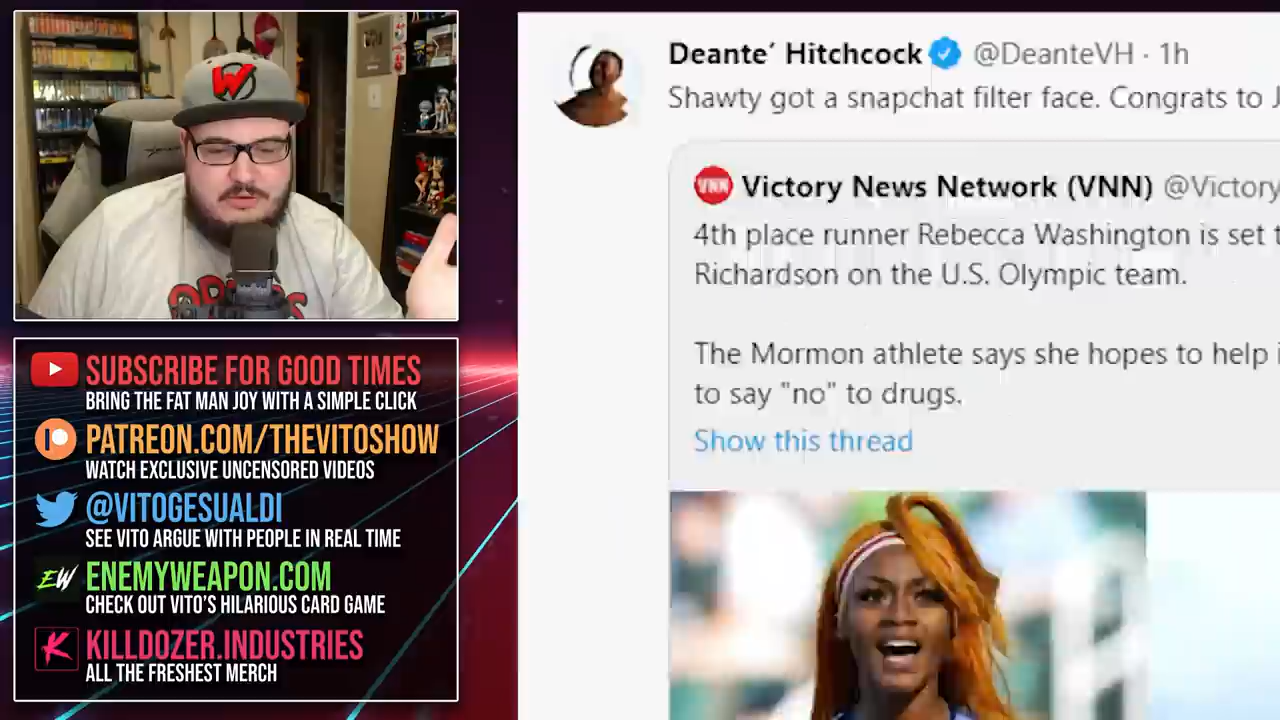 Deante´ Hitchcock @DeanteVH · 1h
Shawty got a snapchat filter face. Congrats to J
VNN Victory News Network (VNN) @Victory
4th place runner Rebecca Washington is set t
Richardson on the U.S. Olympic team.
The Mormon athlete says she hopes to help i
to say "no" to drugs.
Show this thread
SUBSCRIBE FOR GOOD TIMES
BRING THE FAT MAN JOY WITH A SIMPLE CLICK
PATREON.COM/THEVITOSHOW
WATCH EXCLUSIVE UNCENSORED VIDEOS
@VITOGESUALDI
SEE VITO ARGUE WITH PEOPLE IN REAL TIME
EW ENEMYWEAPON.COM
CHECK OUT VITO'S HILARIOUS CARD GAME
K KILLDOZER.INDUSTRIES
ALL THE FRESHEST MERCH